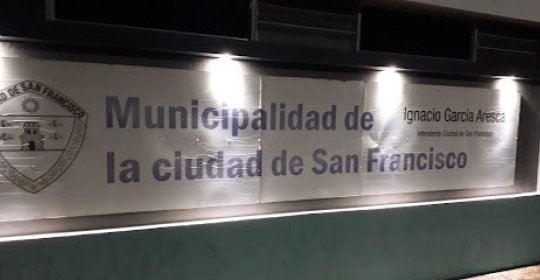 DE SAN FRANCISCO
Municipalidad de
la ciudad de San Francisco
Ignacio García Aresca
Intendente Ciudad de San Francisco